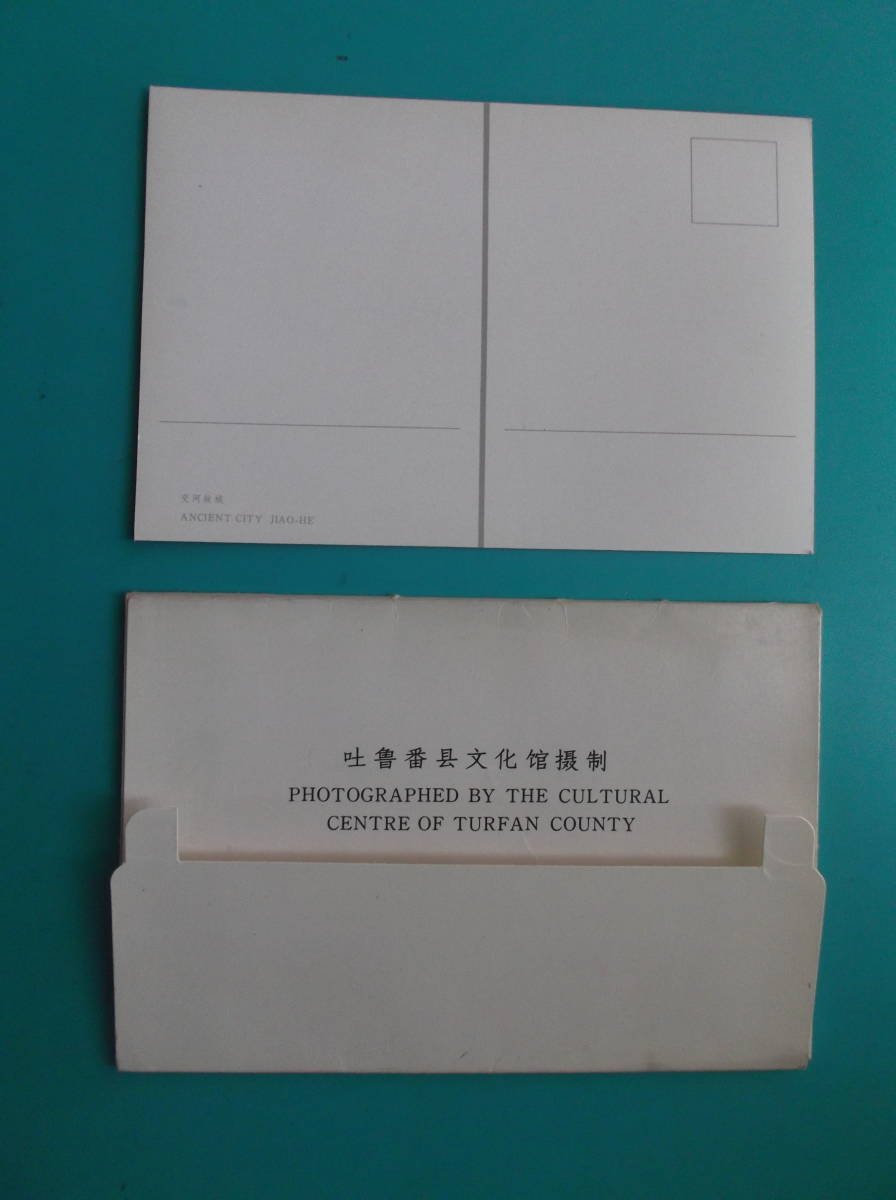 交河故城
ANCIENT CITY JIAO-HE
吐鲁番县文化馆摄制
PHOTOGRAPHED BY THE CULTURAL
CENTRE OF TURFAN COUNTY